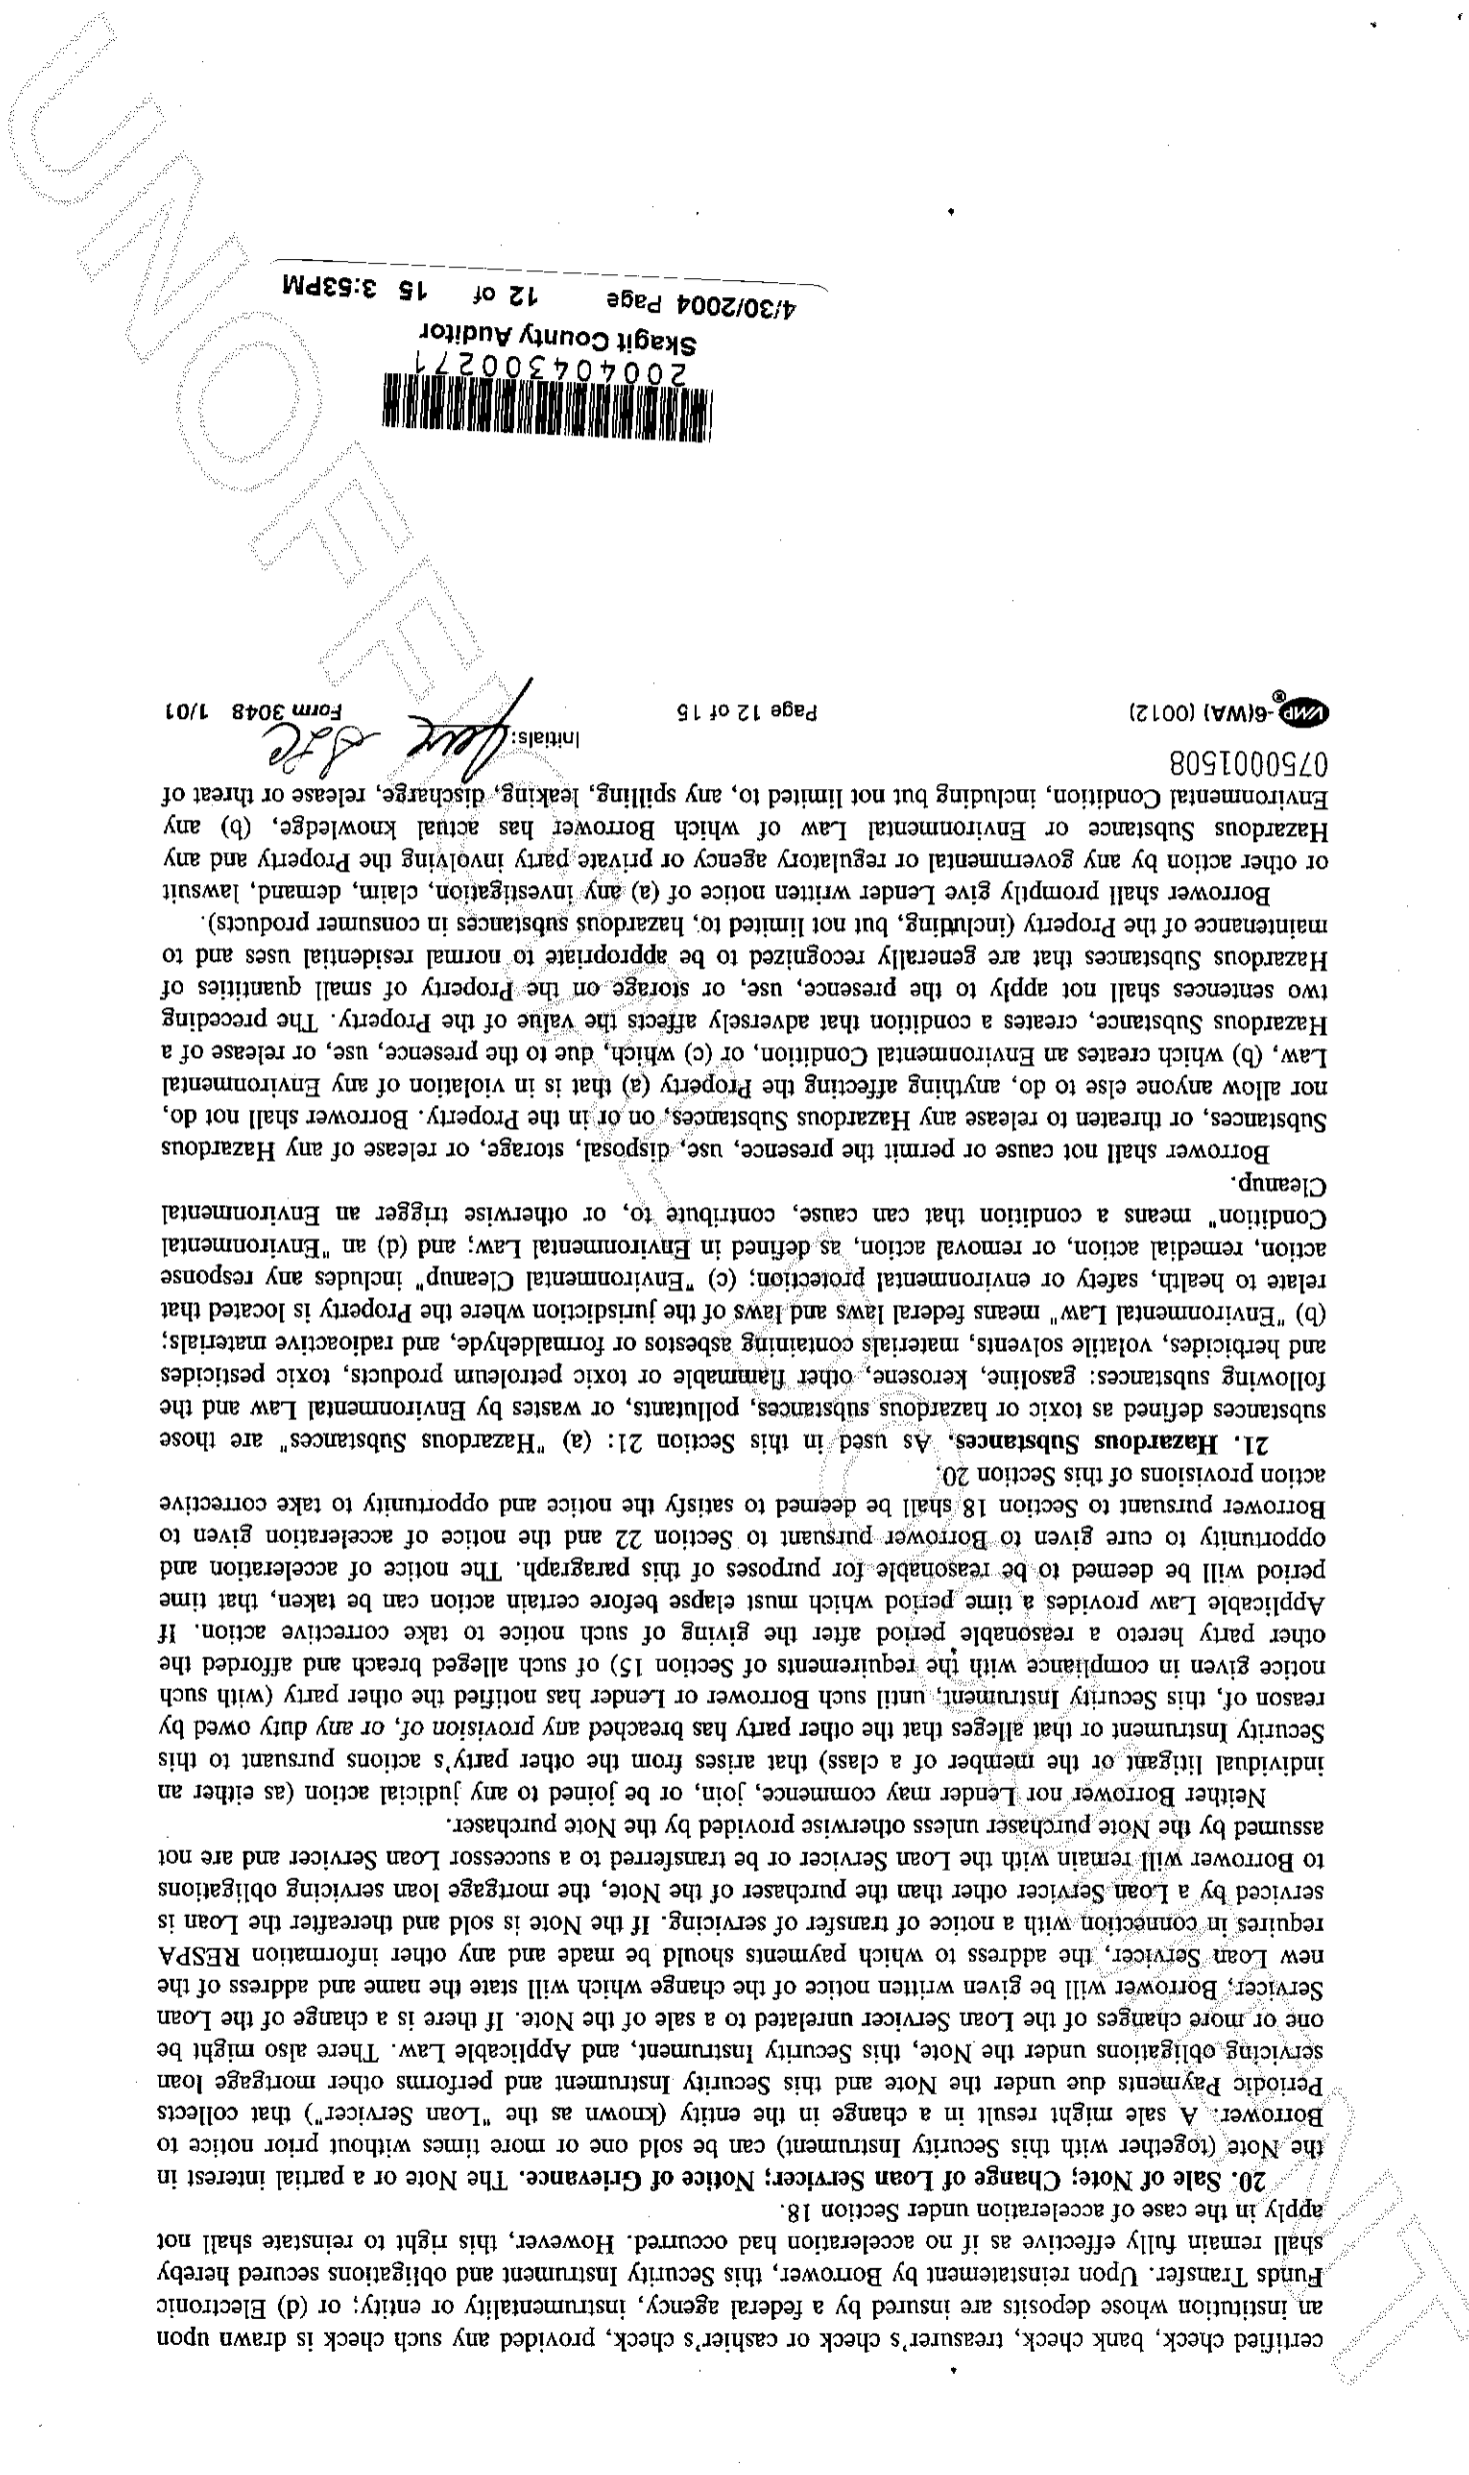 certified check, bank check, treasurer's check or cashier's check, provided any such check is drawn upon
an institution whose deposits are insured by a federal agency, instrumentality or entity; or (d) Electronic
Funds Transfer. Upon reinstatement by Borrower, this Security Instrument and obligations secured hereby
shall remain fully effective as if no acceleration had occurred. However, this right to reinstate shall not
apply in the case of acceleration under Section 18.
20. Sale of Note; Change of Loan Servicer; Notice of Grievance. The Note or a partial interest in
the Note (together with this Security Instrument) can be sold one or more times without prior notice to
Borrower. A sale might result in a change in the entity (known as the "Loan Servicer") that collects
Periodic Payments due under the Note and this Security Instrument and performs other mortgage loan
servicing obligations under the Note, this Security Instrument, and Applicable Law. There also might be
one or more changes of the Loan Servicer unrelated to a sale of the Note. If there is a change of the Loan
Servicer, Borrower will be given written notice of the change which will state the name and address of the
new Loan Servicer, the address to which payments should be made and any other information RESPA
requires in connection with a notice of transfer of servicing. If the Note is sold and thereafter the Loan is
serviced by a Loan Servicer other than the purchaser of the Note, the mortgage loan servicing obligations
to Borrower will remain with the Loan Servicer or be transferred to a successor Loan Servicer and are not
assumed by the Note purchaser unless otherwise provided by the Note purchaser.
Neither Borrower nor Lender may commence, join, or be joined to any judicial action (as either an
individual litigant or the member of a class) that arises from the other party's actions pursuant to this
Security Instrument or that alleges that the other party has breached any provision of, or any duty owed by
reason of, this Security Instrument, until such Borrower or Lender has notified the other party (with such
notice given in compliance with the requirements of Section 15) of such alleged breach and afforded the
other party hereto a reasonable period after the giving of such notice to take corrective action. If
Applicable Law provides a time period which must elapse before certain action can be taken, that time
period will be deemed to be reasonable for purposes of this paragraph. The notice of acceleration and
opportunity to cure given to Borrower pursuant to Section 22 and the notice of acceleration given to
Borrower pursuant to Section 18 shall be deemed to satisfy the notice and opportunity to take corrective
action provisions of this Section 20.
21. Hazardous Substances. As used in this Section 21: (a) "Hazardous Substances" are those
substances defined as toxic or hazardous substances, pollutants, or wastes by Environmental Law and the
following substances: gasoline, kerosene, other flammable or toxic petroleum products, toxic pesticides
and herbicides, volatile solvents, materials containing asbestos or formaldehyde, and radioactive materials;
(b) "Environmental Law" means federal laws and laws of the jurisdiction where the Property is located that
relate to health, safety or environmental protection; (c) "Environmental Cleanup" includes any response
action, remedial action, or removal action, as defined in Environmental Law; and (d) an "Environmental
Condition" means a condition that can cause, contribute to, or otherwise trigger an Environmental
Cleanup.
Borrower shall not cause or permit the presence, use, disposal, storage, or release of any Hazardous
Substances, or threaten to release any Hazardous Substances, on or in the Property. Borrower shall not do,
nor allow anyone else to do, anything affecting the Property (a) that is in violation of any Environmental
Law, (b) which creates an Environmental Condition, or (c) which, due to the presence, use, or release of a
Hazardous Substance, creates a condition that adversely affects the value of the Property. The preceding
two sentences shall not apply to the presence, use, or storage on the Property of small quantities of
Hazardous Substances that are generally recognized to be appropriate to normal residential uses and to
maintenance of the Property (including, but not limited to, hazardous substances in consumer products).
Borrower shall promptly give Lender written notice of (a) any investigation, claim, demand, lawsuit
or other action by any governmental or regulatory agency or private party involving the Property and any
Hazardous Substance or Environmental Law of which Borrower has actual knowledge, (b) any
Environmental Condition, including but not limited to, any spilling, leaking, discharge, release or threat of
0750001508
Initials:
VMP®-6(WA) (0012) Page 12 of 15 Form 3048 1/01
200404300271
Skagit County Auditor
4/30/2004 Page 12 of 15 3:53PM
UNOFFICIAL DOCUMENT